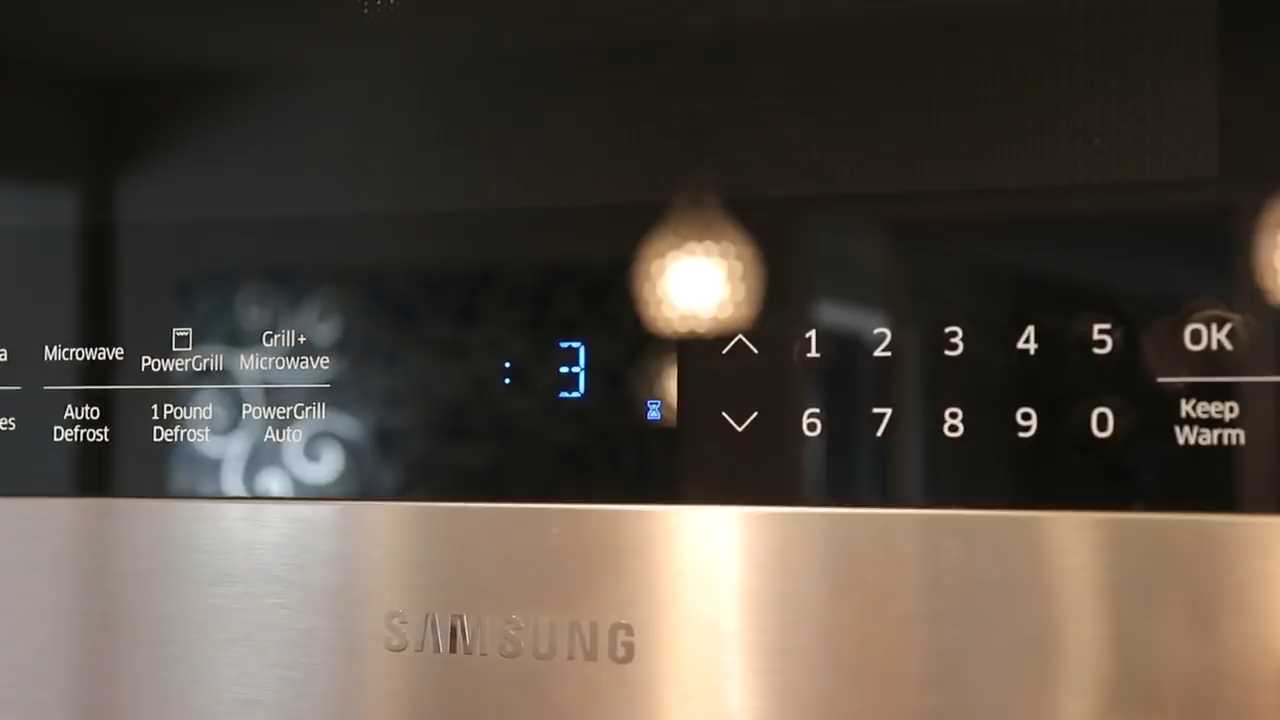 a
Microwave
PowerGrill
Grill+
Microwave
es
Auto
Defrost
1 Pound
Defrost
PowerGrill
Auto
: 3
1 2 3 4 5
6 7 8 9 0
OK
Keep
Warm
SAMSUNG